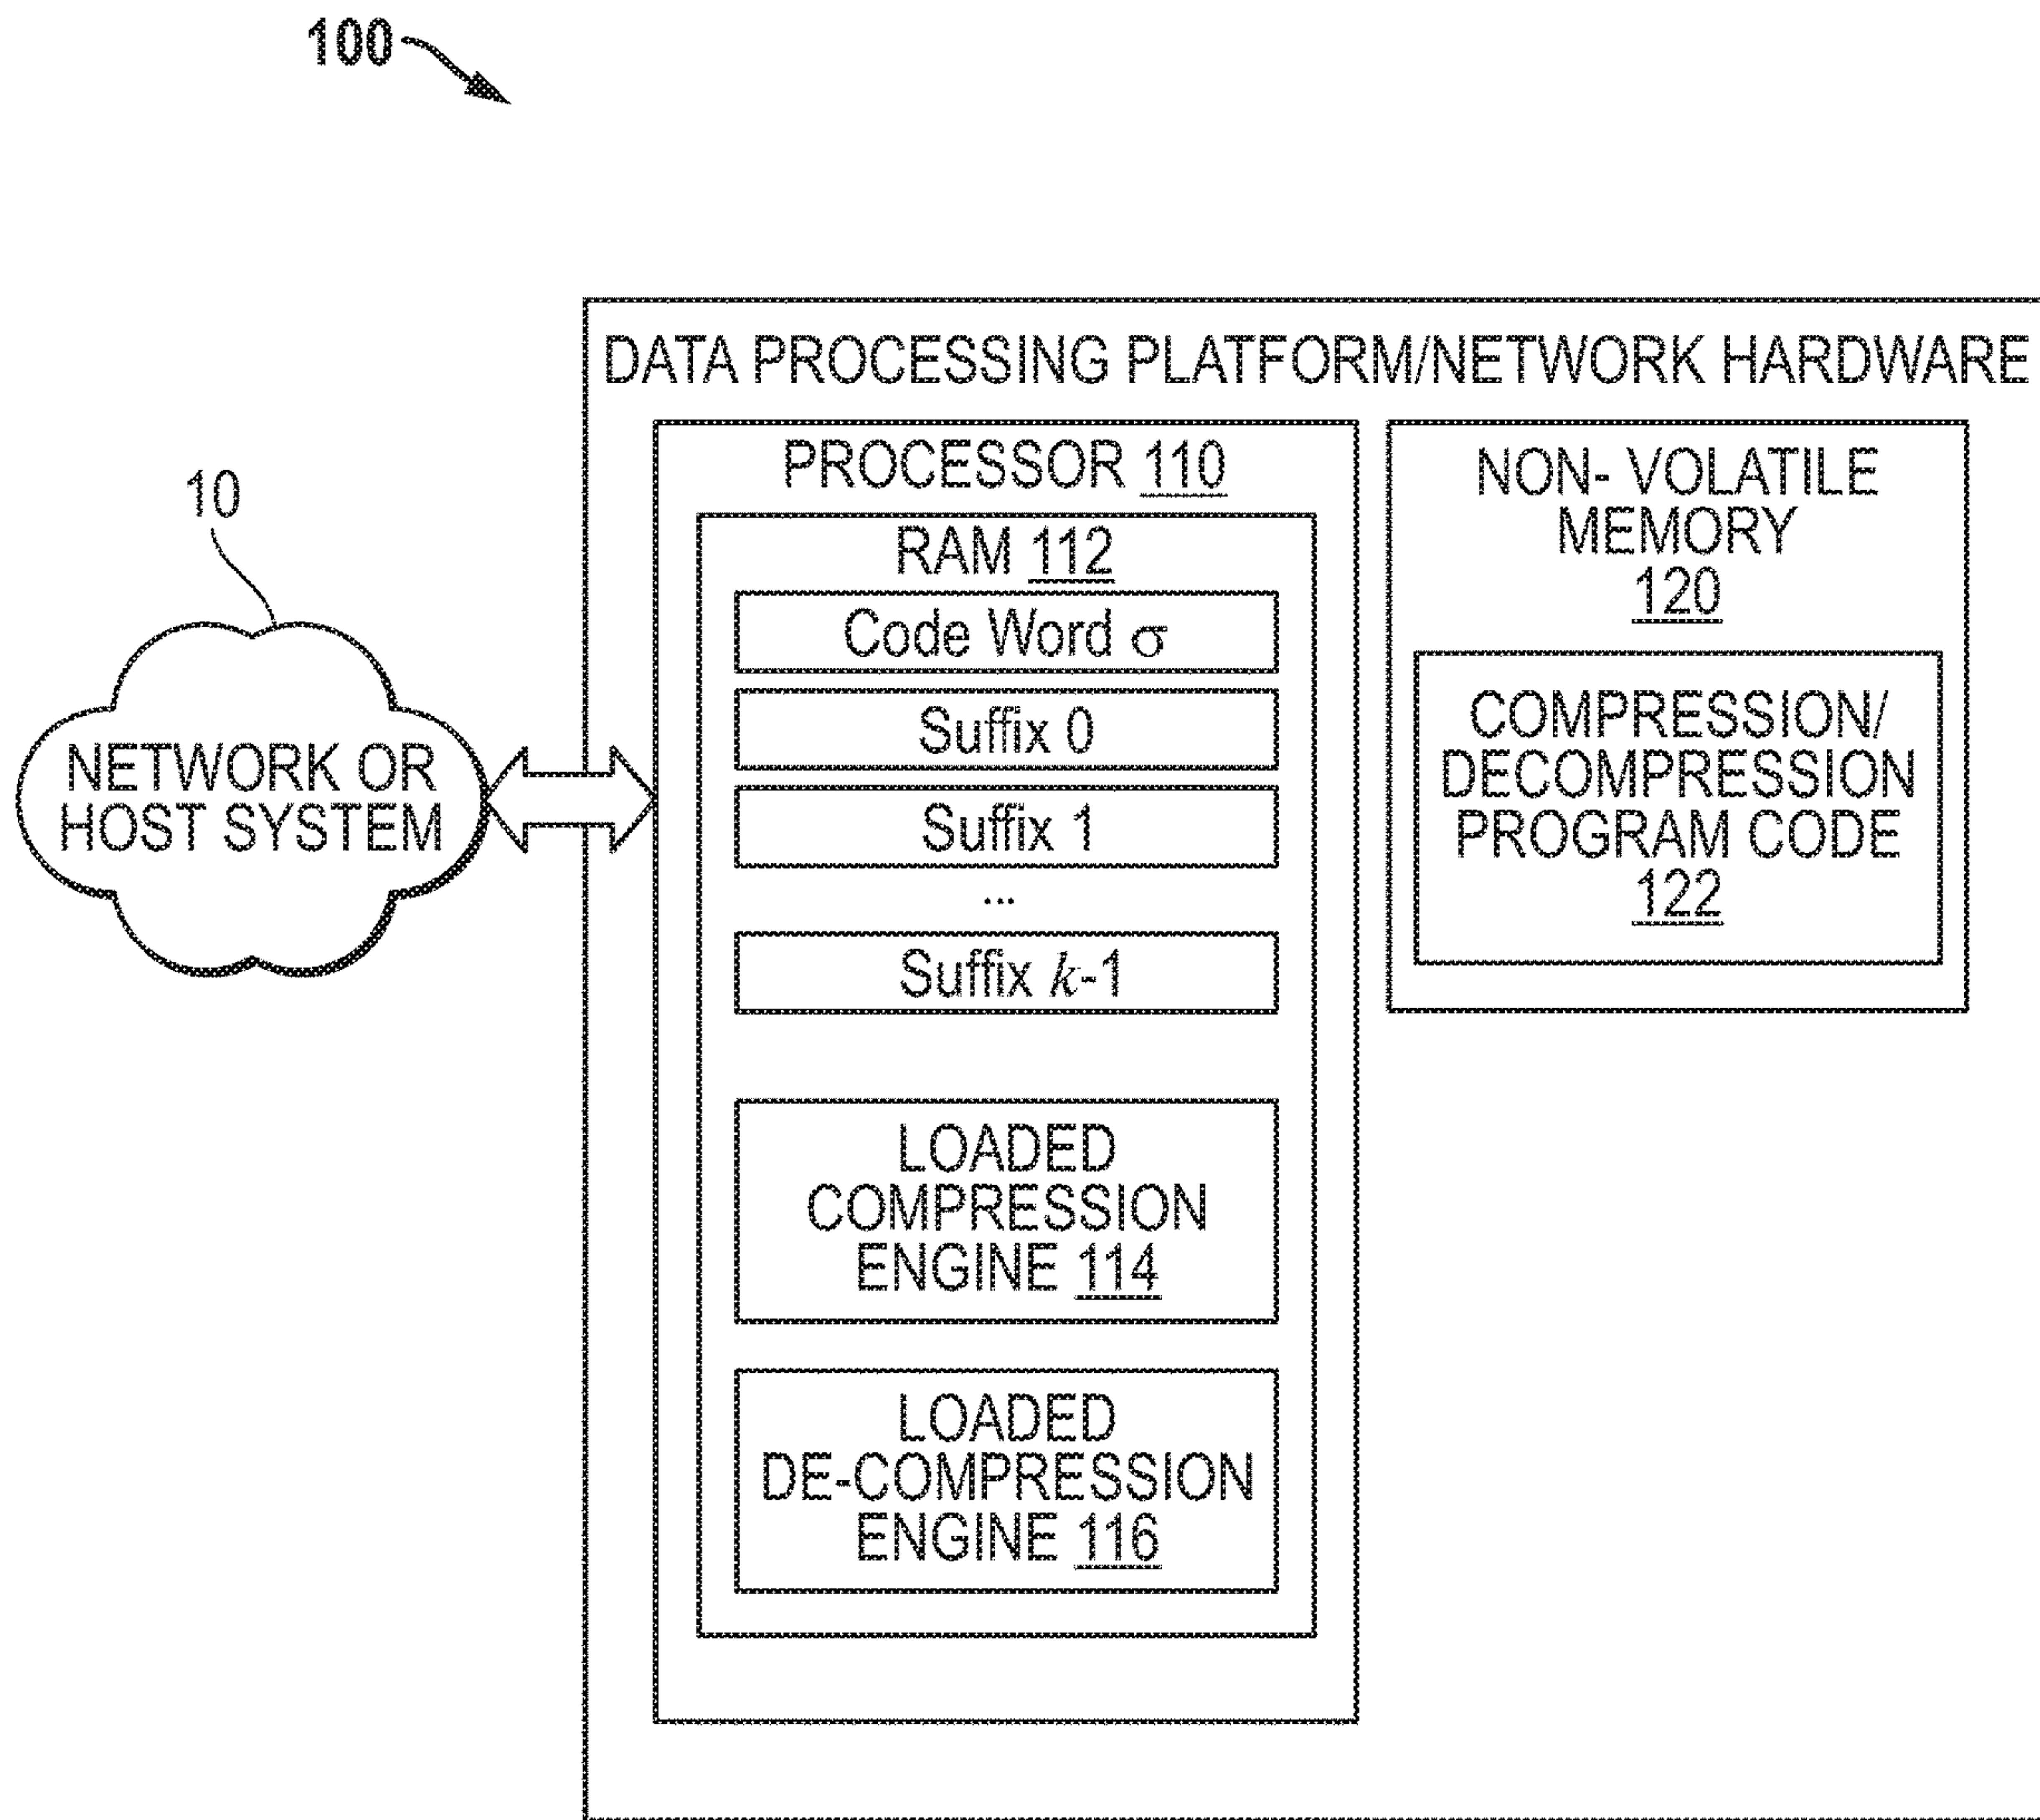 100
DATA PROCESSING PLATFORM/NETWORK HARDWARE
10
NETWORK OR
HOST SYSTEM
PROCESSOR 110
RAM 112
Code Word σ
Suffix 0
Suffix 1
...
Suffix k-1
LOADED
COMPRESSION
ENGINE 114
LOADED
DE-COMPRESSION
ENGINE 116
NON- VOLATILE
MEMORY
120
COMPRESSION/
DECOMPRESSION
PROGRAM CODE
122